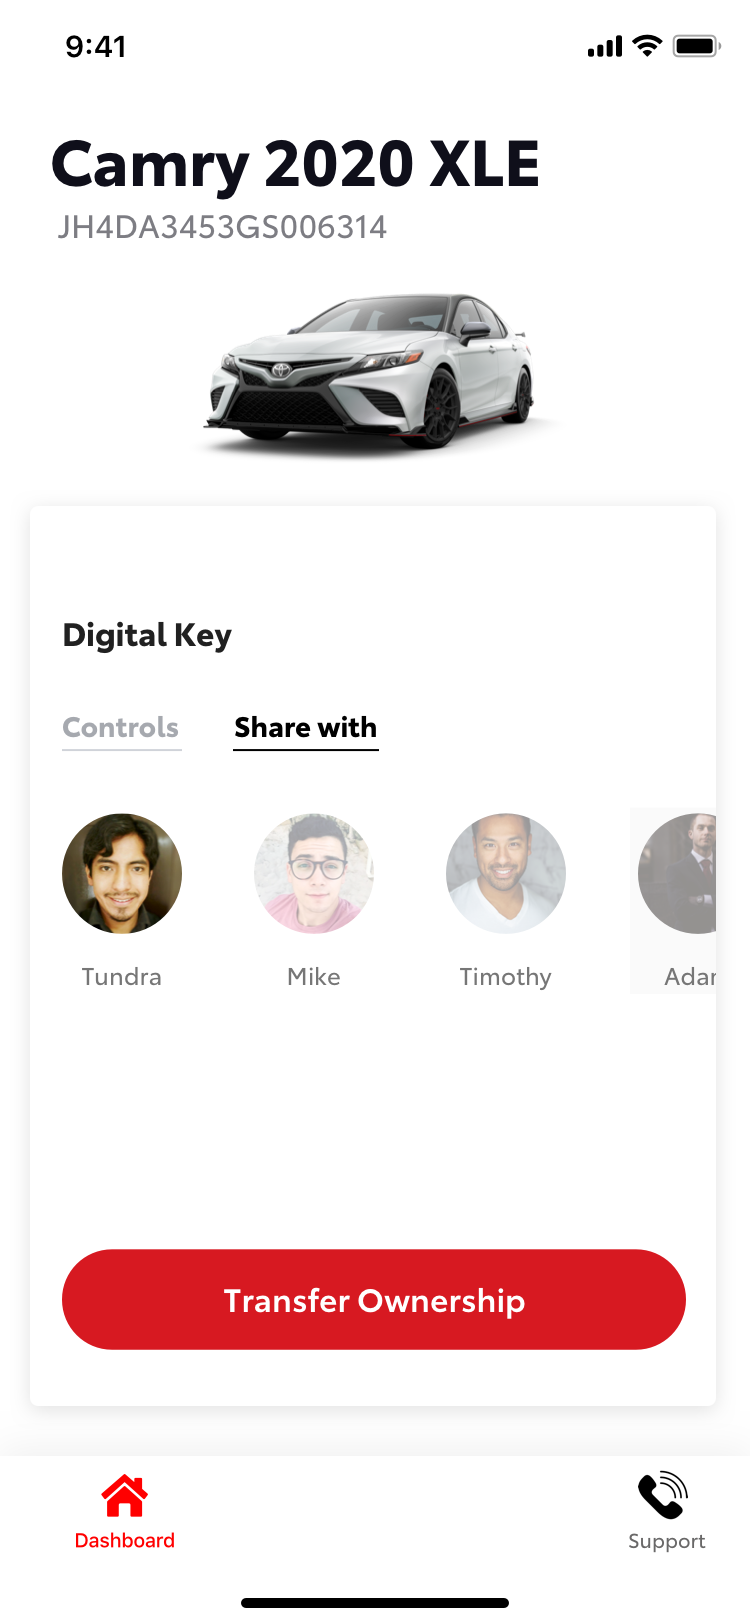 9:41
Camry 2020 XLE
JH4DA3453GS006314
Digital Key
Controls Share with
Tundra Mike Timothy Adar
Transfer Ownership
Dashboard Support